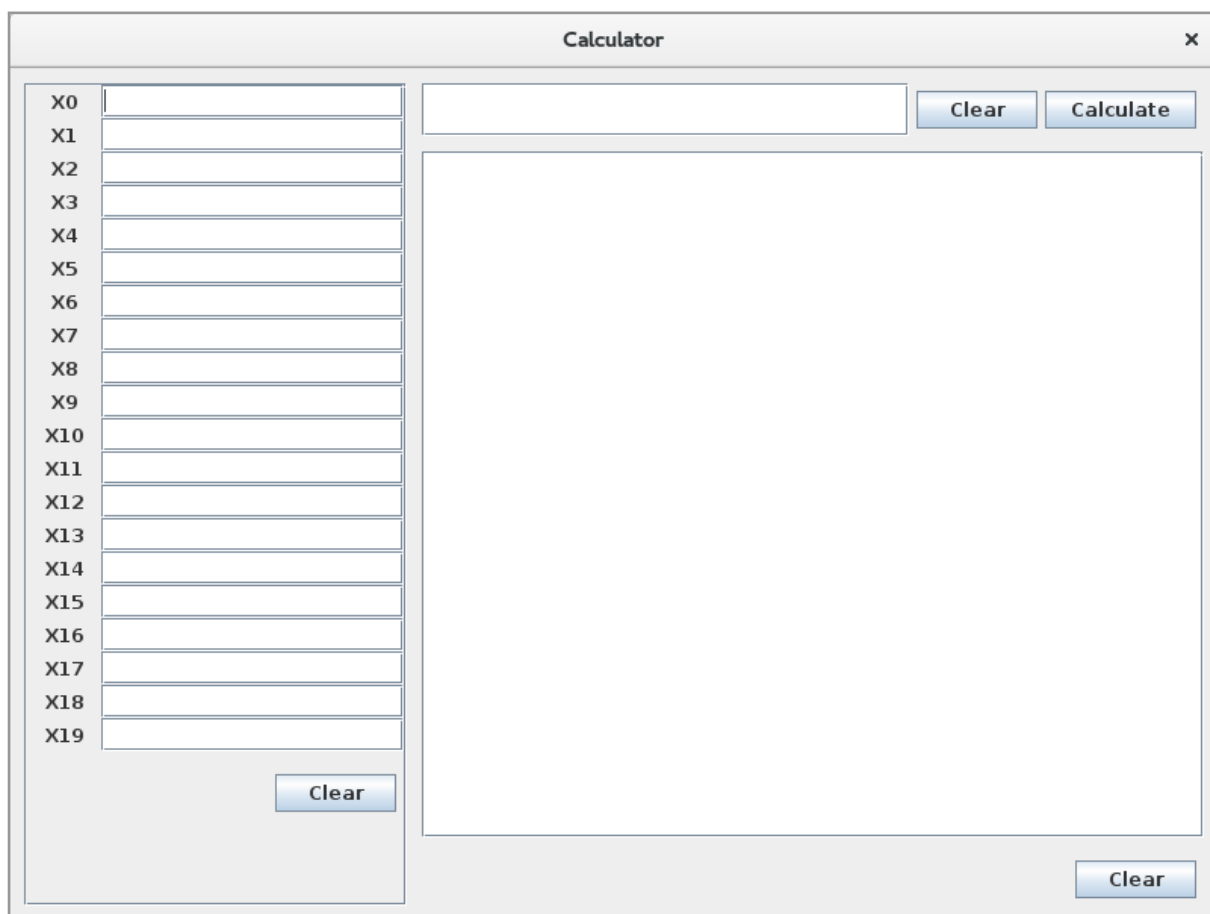 Calculator ×
X0
X1
X2
X3
X4
X5
X6
X7
X8
X9
X10
X11
X12
X13
X14
X15
X16
X17
X18
X19
Clear
Clear Calculate
Clear